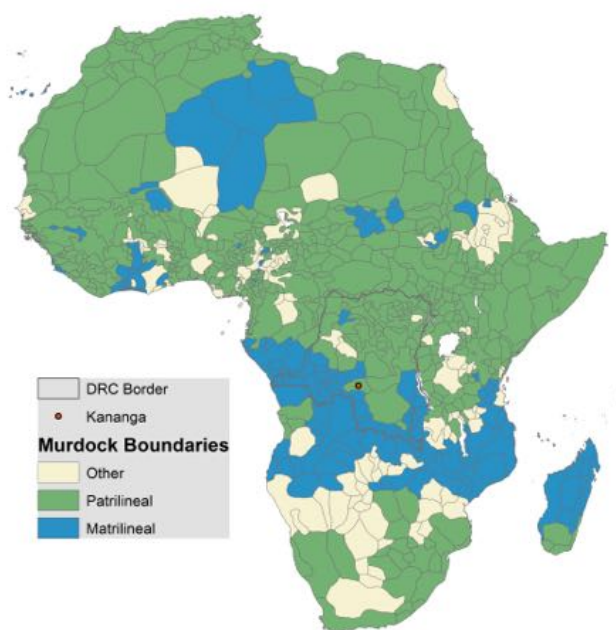 DRC Border
Kananga
Murdock Boundaries
Other
Patrilineal
Matrilineal